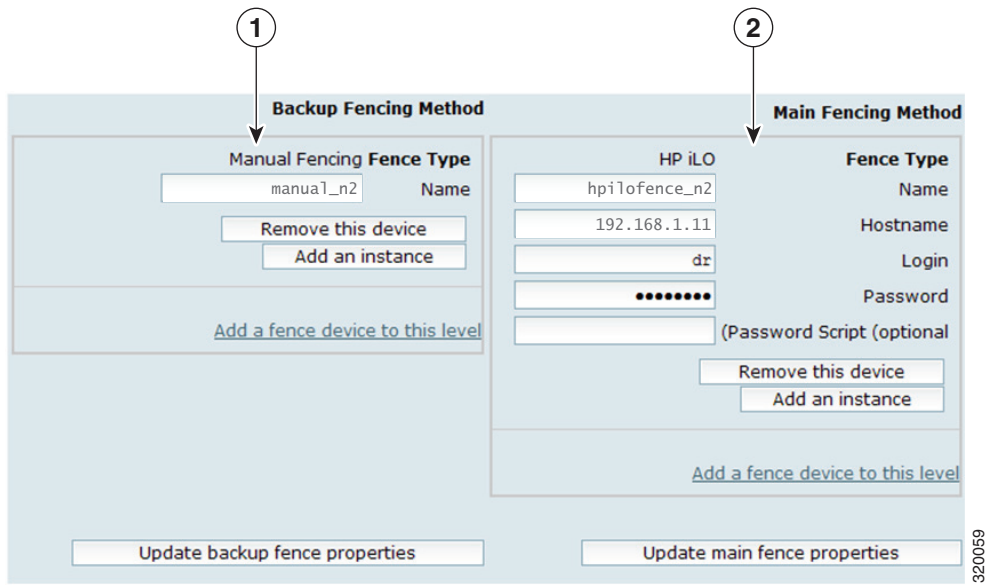 1
2
Backup Fencing Method
Manual Fencing Fence Type
manual_n2 Name
Remove this device
Add an instance
Add a fence device to this level
Update backup fence properties
Main Fencing Method
HP iLO Fence Type
hpilofence_n2 Name
192.168.1.11 Hostname
dr Login
•••••••• Password
(Password Script (optional
Remove this device
Add an instance
Add a fence device to this level
Update main fence properties
320059